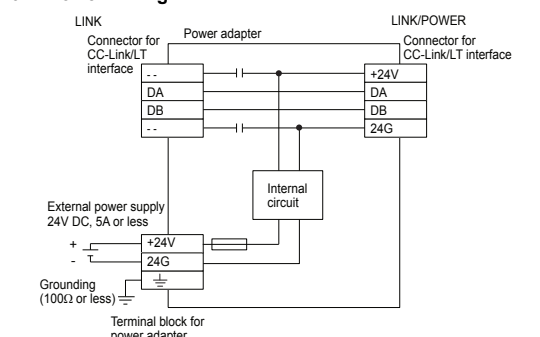 LINK
LINK/POWER
Connector for
CC-Link/LT
interface
Power adapter
Connector for
CC-Link/LT interface
- -
DA
DB
- -
+24V
DA
DB
24G
Internal
circuit
External power supply
24V DC, 5A or less
+
-
+24V
24G
Grounding
(100Ω or less)
Terminal block for
power adapter